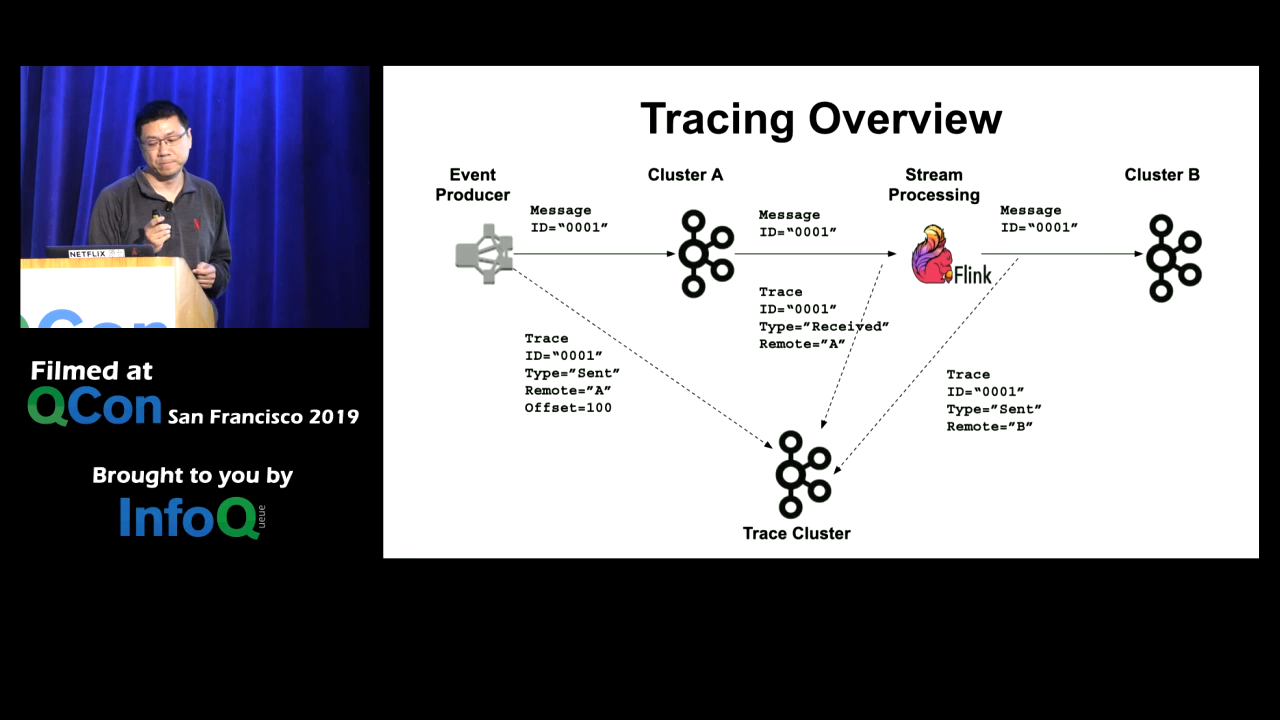 Tracing Overview
Event
Producer
Cluster A
Stream
Processing
Cluster B
Message
ID=“0001”
Message
ID=“0001”
Message
ID=“0001”
Flink
Trace
ID=“0001”
Type=”Received”
Remote=”A”
Trace
ID=“0001”
Type=”Sent”
Remote=”A”
Offset=100
Trace
ID=“0001”
Type=”Sent”
Remote=”B”
Trace Cluster
NETFLIX
N
QCon
Filmed at
QCon San Francisco 2019
Brought to you by
InfoQ
ueue